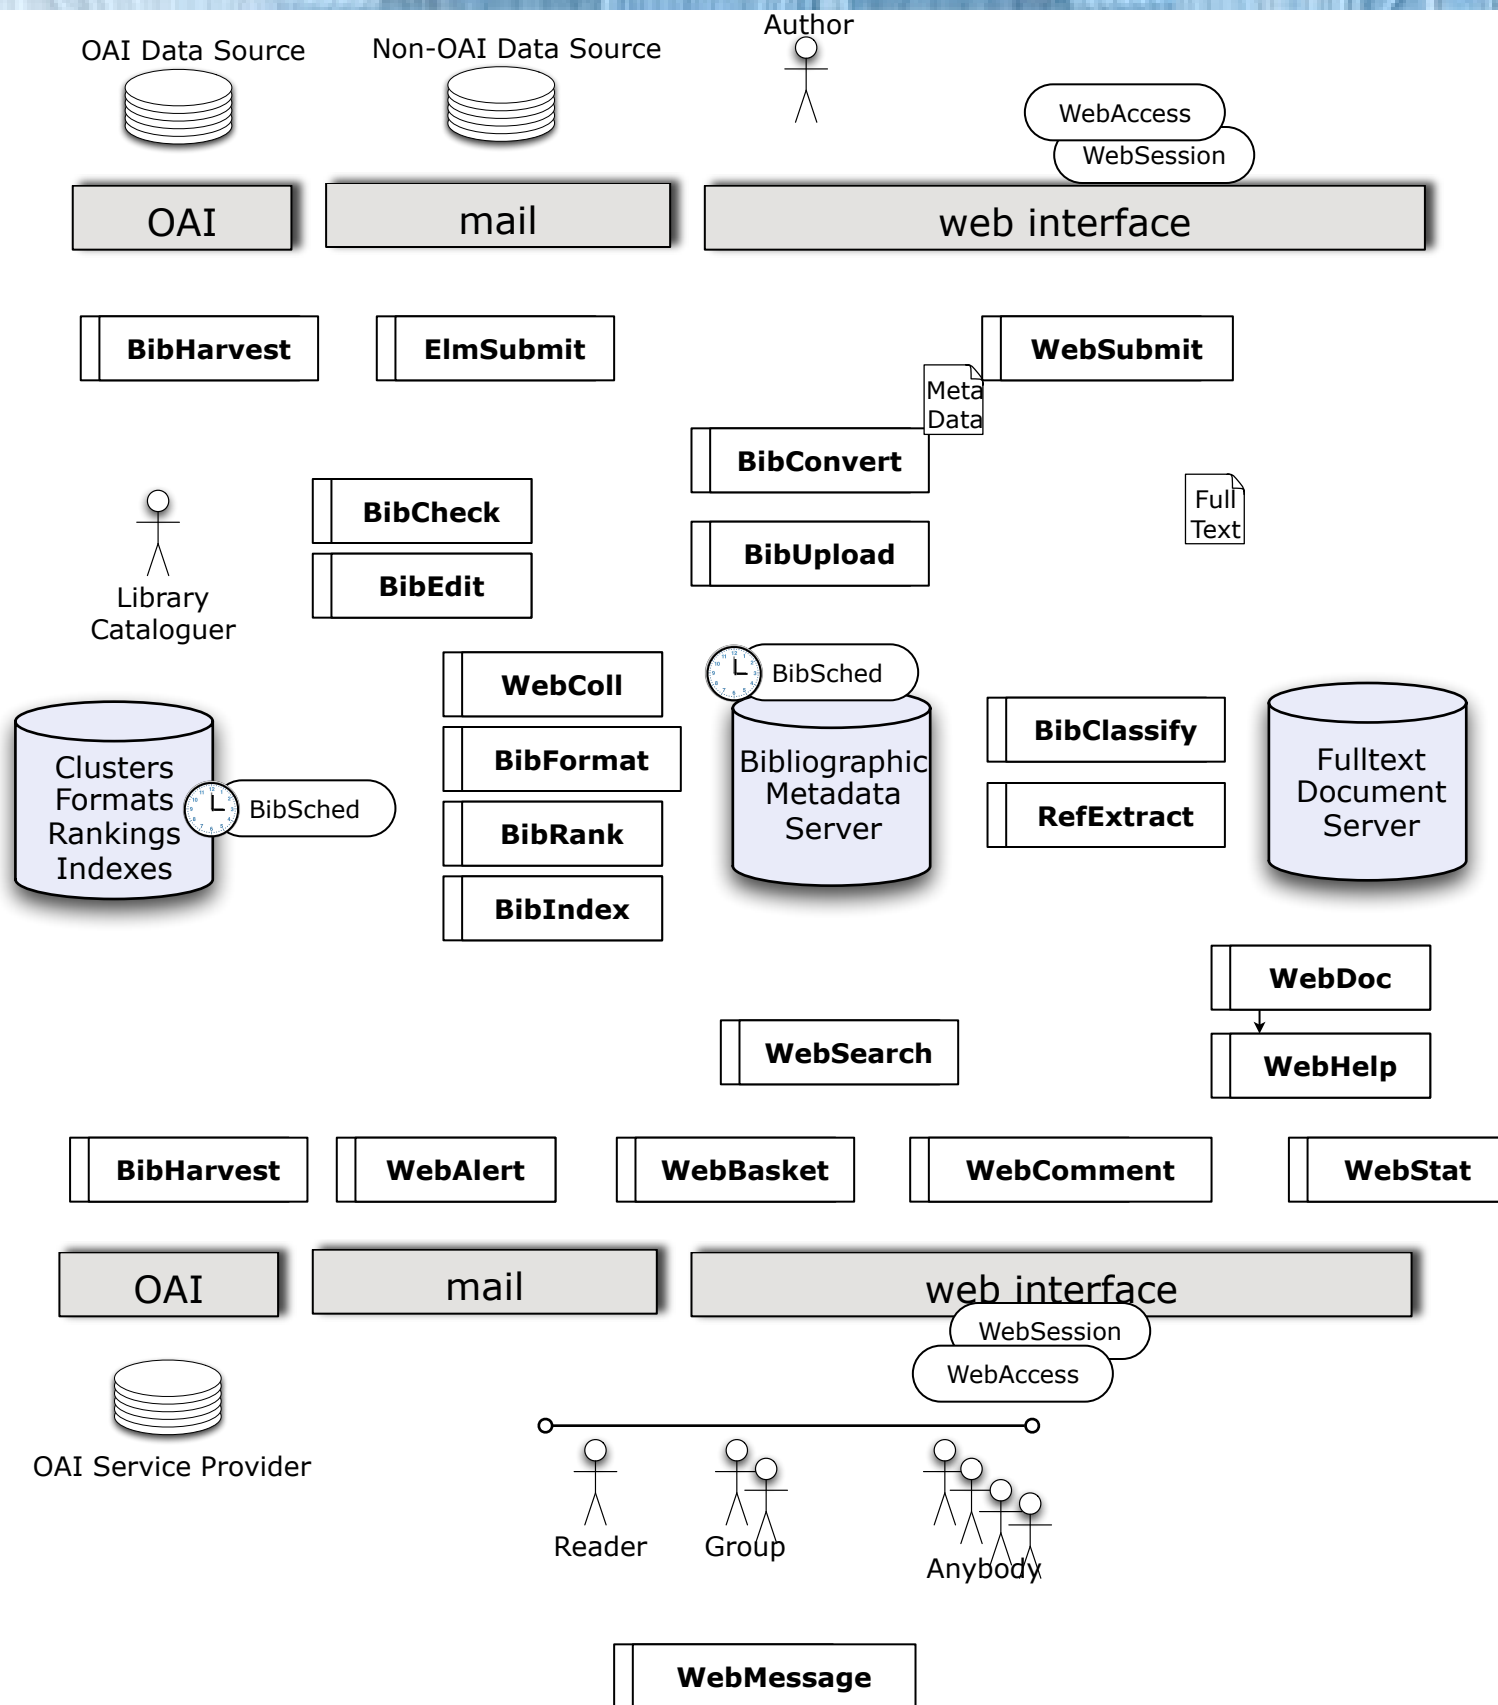 Author
OAI Data Source
Non-OAI Data Source
WebAccess
WebSession
OAI
mail
web interface
BibHarvest
ElmSubmit
WebSubmit
Meta
Data
BibConvert
BibCheck
Full
Text
BibUpload
BibEdit
Library
Cataloguer
WebColl
BibSched
BibClassify
BibFormat
Bibliographic
Metadata
Server
Fulltext
Document
Server
Clusters
Formats
Rankings
Indexes
BibSched
RefExtract
BibRank
BibIndex
WebDoc
WebSearch
WebHelp
BibHarvest
WebAlert
WebBasket
WebComment
WebStat
OAI
mail
web interface
WebSession
WebAccess
OAI Service Provider
Reader
Group
Anybody
WebMessage